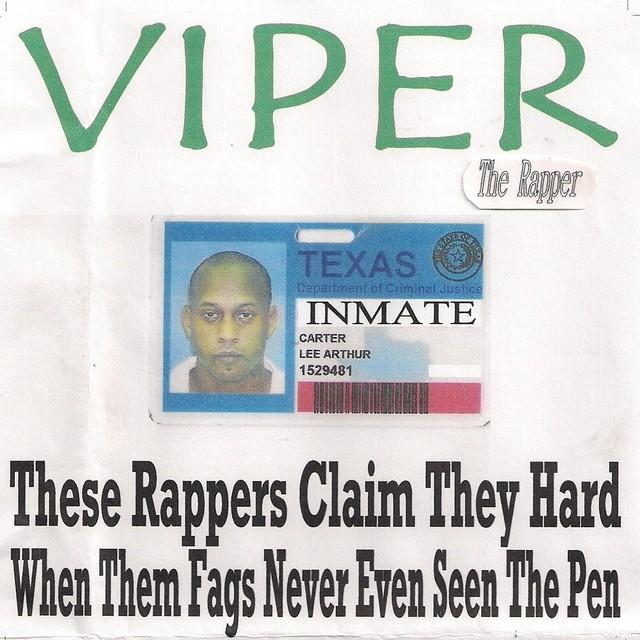 VIPER
The Rapper
TEXAS
Department of Criminal Justice
INMATE
CARTER
LEE ARTHUR
1529481
These Rappers Claim They Hard
When Them Fags Never Even Seen The Pen